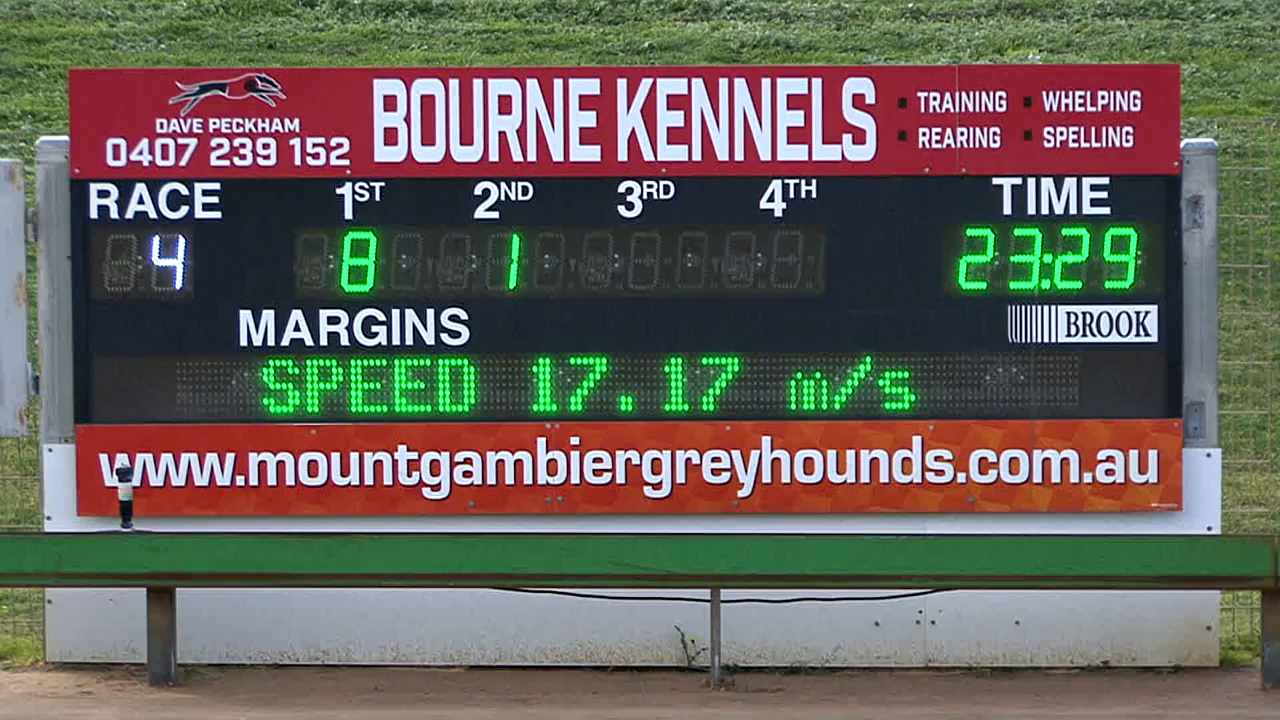 BOURNE KENNELS
DAVE PECKHAM
0407 239 152
▪ TRAINING ▪ WHELPING
▪ REARING ▪ SPELLING
RACE 1ST 2ND 3RD 4TH TIME
4 8 1 23:29
MARGINS
BROOK
SPEED 17.17 m/s
www.mountgambiergreyhounds.com.au